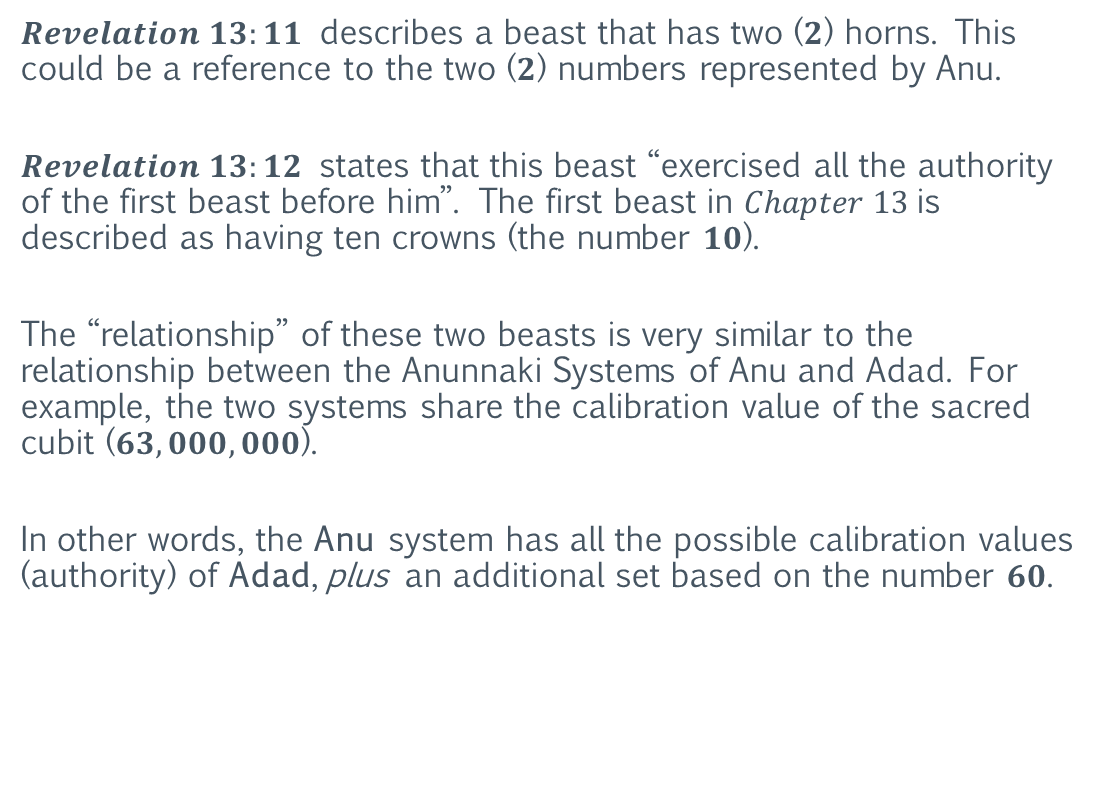 Revelation 13:11 describes a beast that has two (2) horns. This
could be a reference to the two (2) numbers represented by Anu.
Revelation 13:12 states that this beast “exercised all the authority
of the first beast before him”. The first beast in Chapter 13 is
described as having ten crowns (the number 10).
The “relationship” of these two beasts is very similar to the
relationship between the Anunnaki Systems of Anu and Adad. For
example, the two systems share the calibration value of the sacred
cubit (63,000,000).
In other words, the Anu system has all the possible calibration values
(authority) of Adad, plus an additional set based on the number 60.